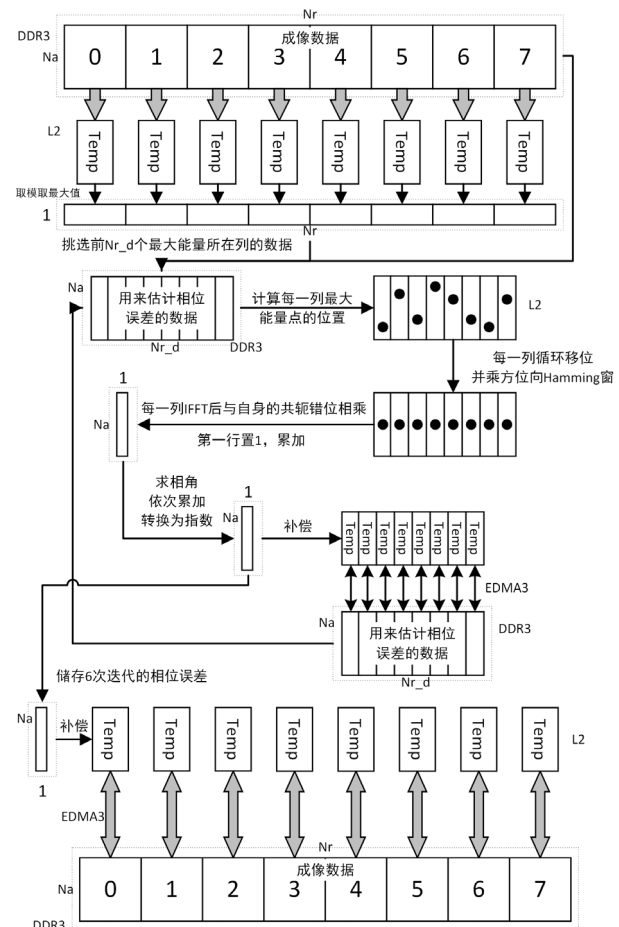 Nr
DDR3
成像数据
Na
0 1 2 3 4 5 6 7
L2
Temp Temp Temp Temp Temp Temp Temp Temp
取模取最大值
1
Nr
挑选前Nr_d个最大能量所在列的数据
Na
用来估计相位
误差的数据
Nr_d
DDR3
计算每一列最大
能量点的位置
L2
每一列循环移位
并乘方位向Hamming窗
1
Na
每一列IFFT后与自身的共轭错位相乘
第一行置1，累加
求相角
依次累加
转换为指数
1
Na
补偿
Temp Temp Temp Temp Temp Temp Temp Temp
EDMA3
Na
用来估计相位
误差的数据
DDR3
Nr_d
储存6次迭代的相位误差
Na
补偿
1
Temp Temp Temp Temp Temp Temp Temp Temp
L2
EDMA3
Nr
成像数据
Na
0 1 2 3 4 5 6 7
DDR3